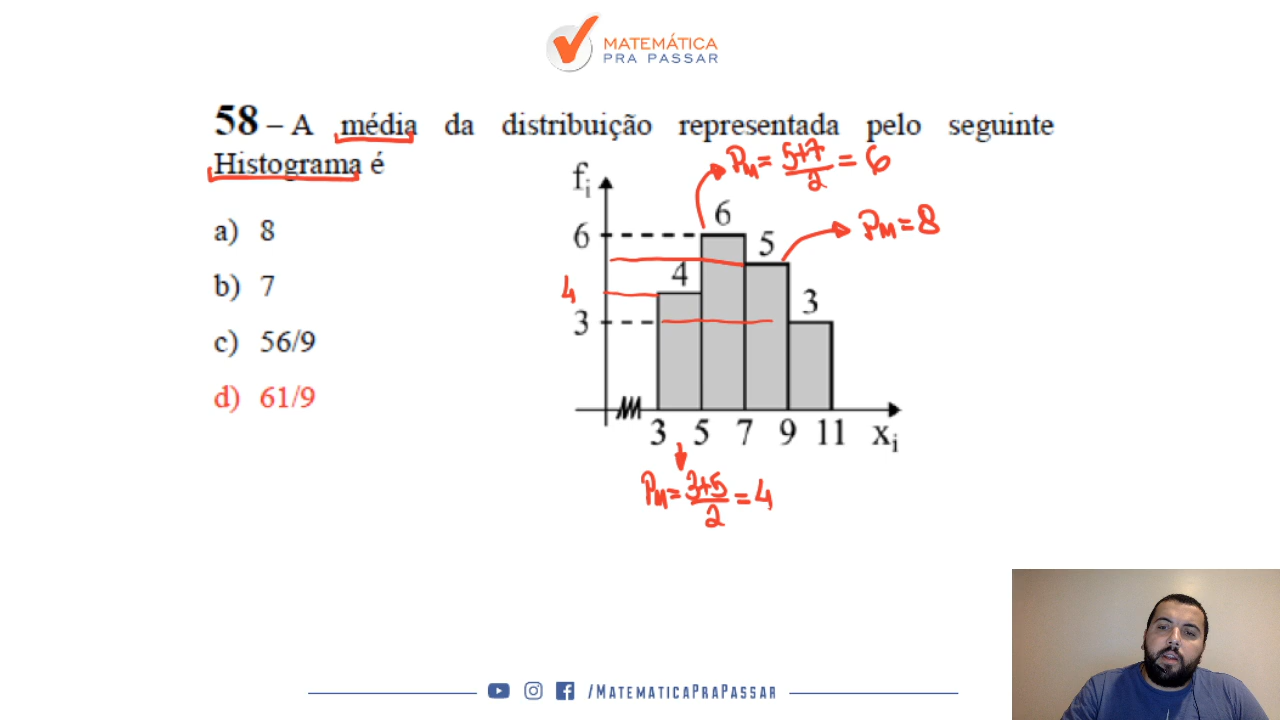 MATEMÁTICA
PRA PASSAR
58 – A média da distribuição representada pelo seguinte
Histograma é
a) 8
b) 7
c) 56/9
d) 61/9
PM = 5+7/2 = 6
fi
6
6
5
PM = 8
4
4
3
3
3 5 7 9 11 xi
PM = 3+5/2 = 4
/MATEMATICAPRAPASSAR